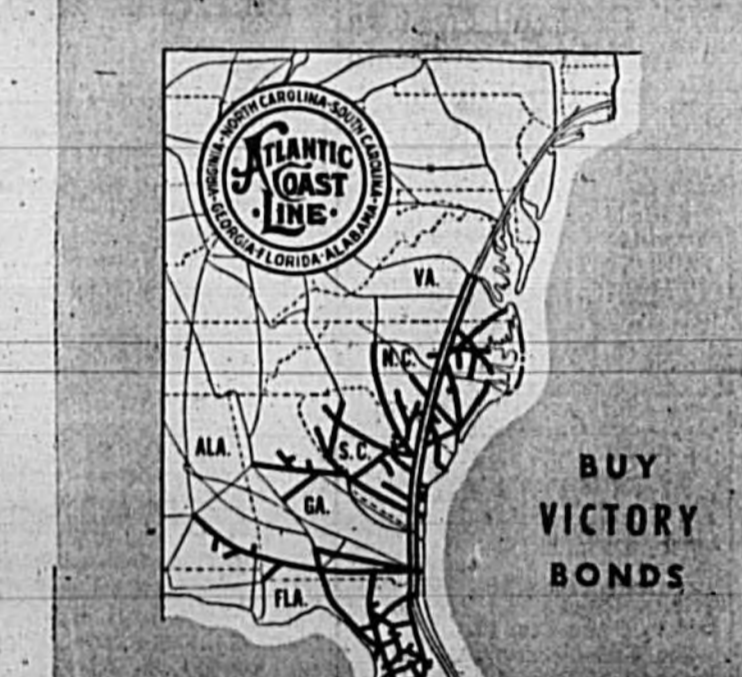 VIRGINIA·NORTH CAROLINA·SOUTH CAROLINA·
GEORGIA·FLORIDA·ALABAMA·
ATLANTIC
COAST
·LINE·
VA.
N.C.
ALA.
S.C.
GA.
FLA.
BUY
VICTORY
BONDS